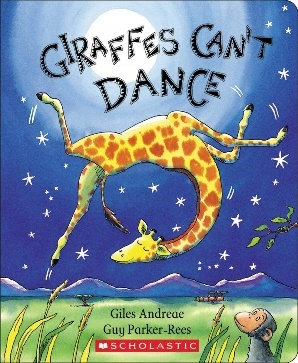 GIRAFFES CAN'T
DANCE
Giles Andreae
Guy Parker-Rees
SCHOLASTIC